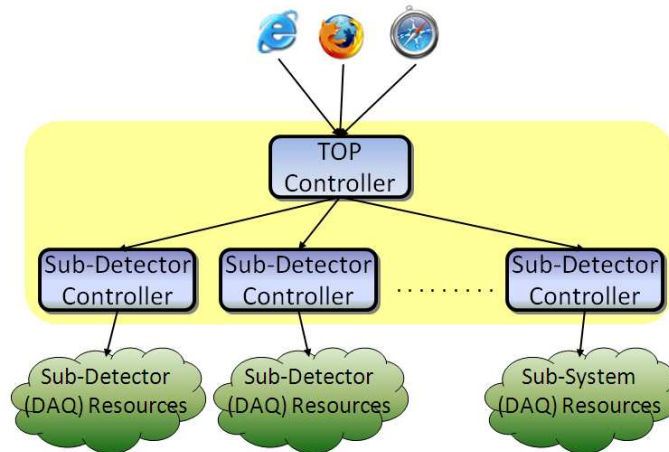 TOP
Controller
Sub-Detector
Controller
Sub-Detector
Controller
. . . . . . . . .
Sub-Detector
Controller
Sub-Detector
(DAQ) Resources
Sub-Detector
(DAQ) Resources
Sub-System
(DAQ) Resources